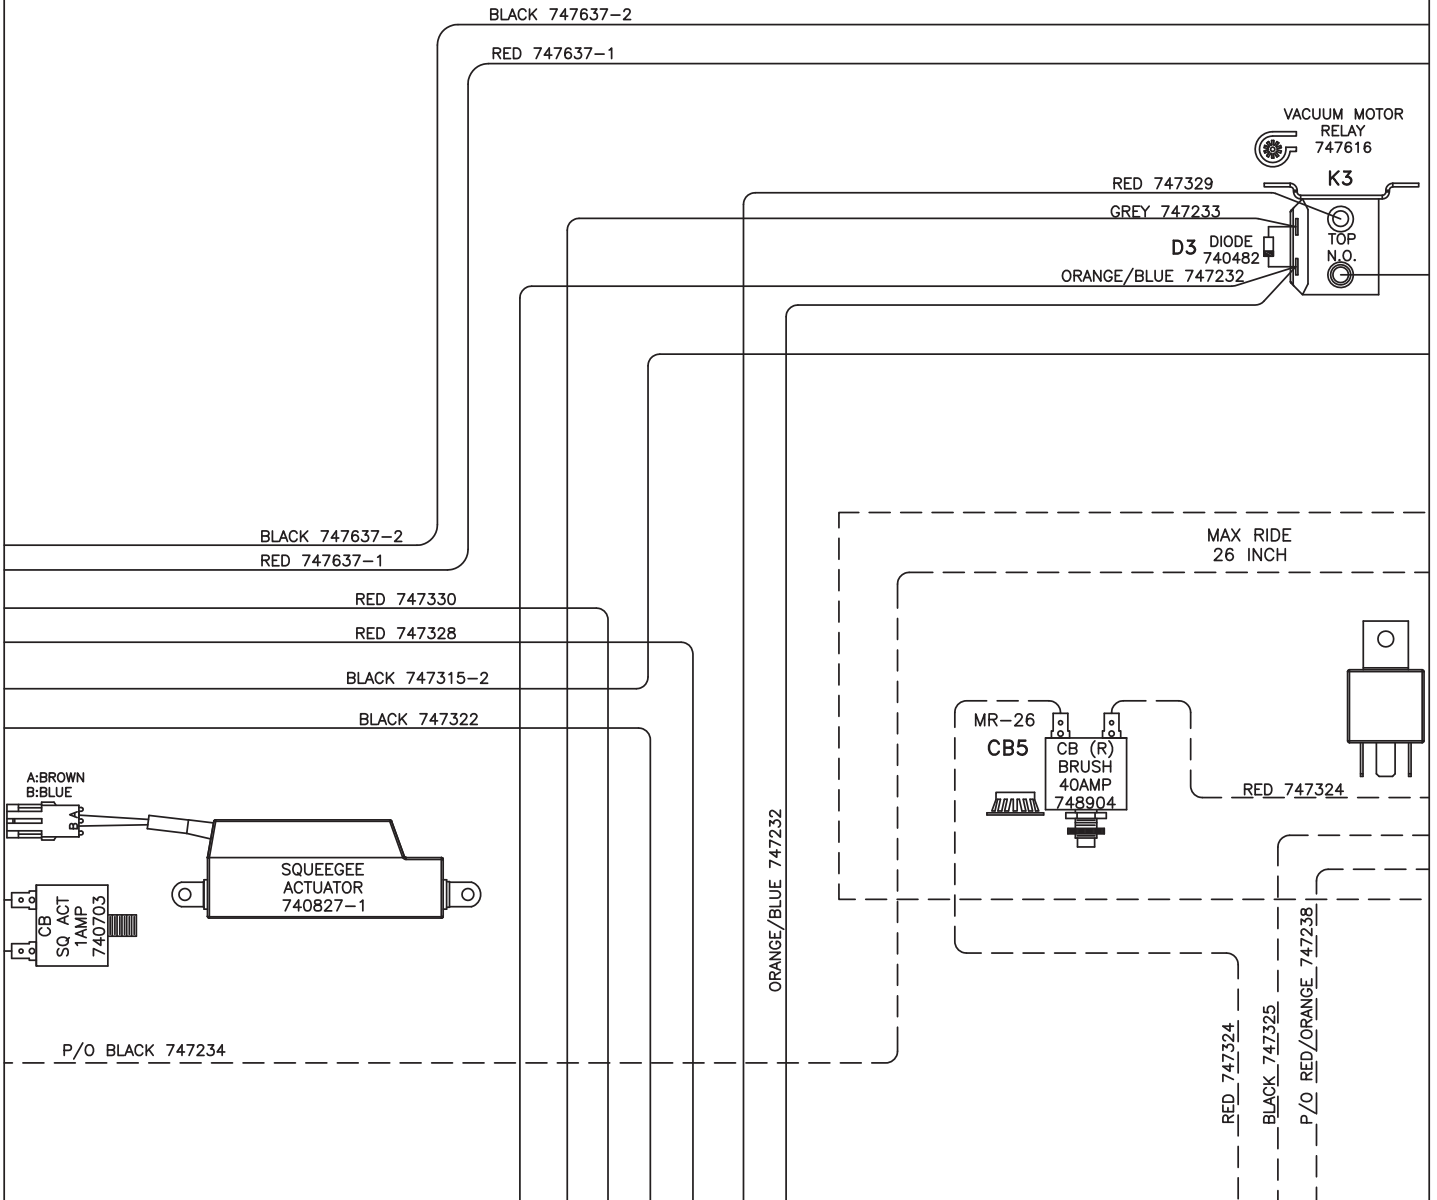 BLACK 747637-2
RED 747637-1
VACUUM MOTOR
RELAY
747616
K3
RED 747329
GREY 747233
TOP
N.O.
D3
DIODE
740482
ORANGE/BLUE 747232
BLACK 747637-2
RED 747637-1
MAX RIDE
26 INCH
RED 747330
RED 747328
BLACK 747315-2
BLACK 747322
MR-26
CB5
CB (R)
BRUSH
40AMP
748904
RED 747324
A:BROWN
B:BLUE
A
B
SQUEEGEE
ACTUATOR
740827-1
CB
SQ ACT
1AMP
740703
ORANGE/BLUE 747232
P/O BLACK 747234
RED 747324
BLACK 747325
P/O RED/ORANGE 747238